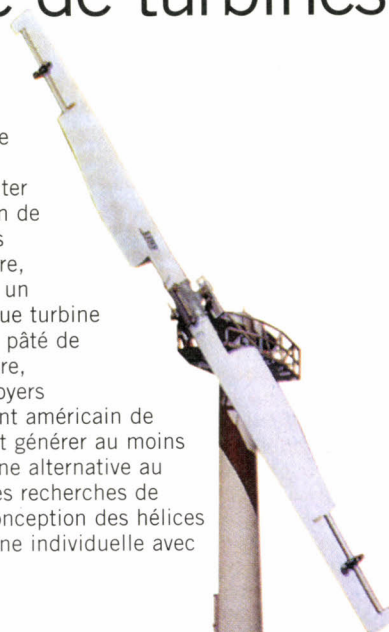 de turbines
e
ter
n de
s
re,
un
ue turbine
pâté de
re,
oyers
nt américain de
t générer au moins
ne alternative au
es recherches de
onception des hélices
ne individuelle avec